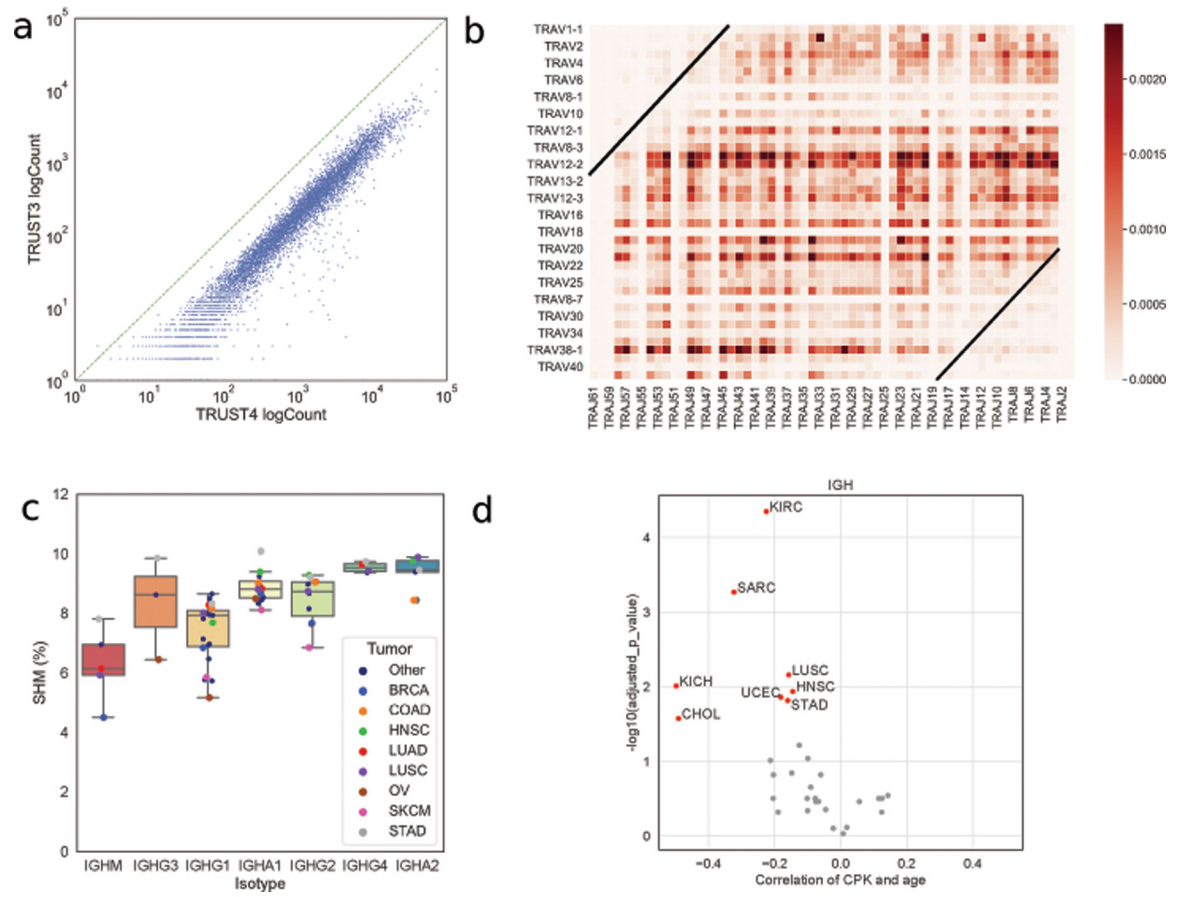 a
10^5
10^4
10^3
10^2
10^1
10^0
TRUST3 logCount
10^0 10^1 10^2 10^3 10^4 10^5
TRUST4 logCount
b
TRAV1-1
TRAV2
TRAV4
TRAV6
TRAV8-1
TRAV10
TRAV12-1
TRAV8-3
TRAV12-2
TRAV13-2
TRAV12-3
TRAV16
TRAV18
TRAV20
TRAV22
TRAV25
TRAV8-7
TRAV30
TRAV34
TRAV38-1
TRAV40
TRAJ61 TRAJ59 TRAJ57 TRAJ55 TRAJ53 TRAJ51 TRAJ49 TRAJ47 TRAJ45 TRAJ43 TRAJ41 TRAJ39 TRAJ37 TRAJ35 TRAJ33 TRAJ31 TRAJ29 TRAJ27 TRAJ25 TRAJ23 TRAJ21 TRAJ19 TRAJ17 TRAJ14 TRAJ12 TRAJ10 TRAJ8 TRAJ6 TRAJ4 TRAJ2
0.0020
0.0015
0.0010
0.0005
0.0000
c
12
10
8
6
4
2
0
SHM (%)
Tumor
Other
BRCA
COAD
HNSC
LUAD
LUSC
OV
SKCM
STAD
IGHM IGHG3 IGHG1 IGHA1 IGHG2 IGHG4 IGHA2
Isotype
d
IGH
4
3
2
1
0
-log10(adjusted_p_value)
KIRC
SARC
LUSC
KICH
HNSC
UCEC
STAD
CHOL
−0.4 −0.2 0.0 0.2 0.4
Correlation of CPK and age